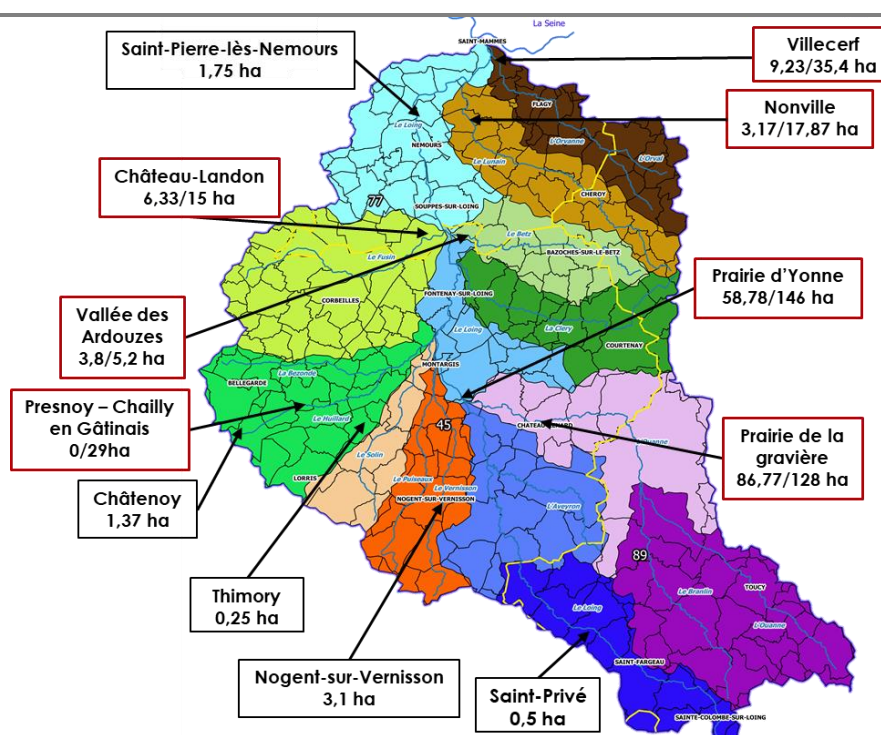 La Seine
Saint-Pierre-lès-Nemours
1,75 ha
SAINT-MAMMES
Villecerf
9,23/35,4 ha
FLAGY
Nonville
3,17/17,87 ha
Le Loing
NEMOURS
L'Orvanne
Le Lunain
L'Orval
Château-Landon
6,33/15 ha
77
CHEROY
SOUPPES-SUR-LOING
Le Betz
BAZOCHES-SUR-LE-BETZ
Le Fusin
Prairie d'Yonne
58,78/146 ha
CORBEILLES
FONTENAY-SUR-LOING
Vallée des
Ardouzes
3,8/5,2 ha
Le Loing
La Cléry
COURTENAY
MONTARGIS
La Bezonde
BELLEGARDE
Presnoy – Chailly
en Gâtinais
0/29ha
Le Huillard
45
Prairie de la
gravière
86,77/128 ha
Le Solin
LORRIS
Châtenoy
1,37 ha
Le Puiseaux
Le Vernisson
NOGENT-SUR-VERNISSON
L'Aveyron
89
Thimory
0,25 ha
Le Branlin
TOUCY
Le Loing
L'Ouanne
Nogent-sur-Vernisson
3,1 ha
SAINT-FARGEAU
Saint-Privé
0,5 ha
SAINTE-COLOMBE-SUR-LOING